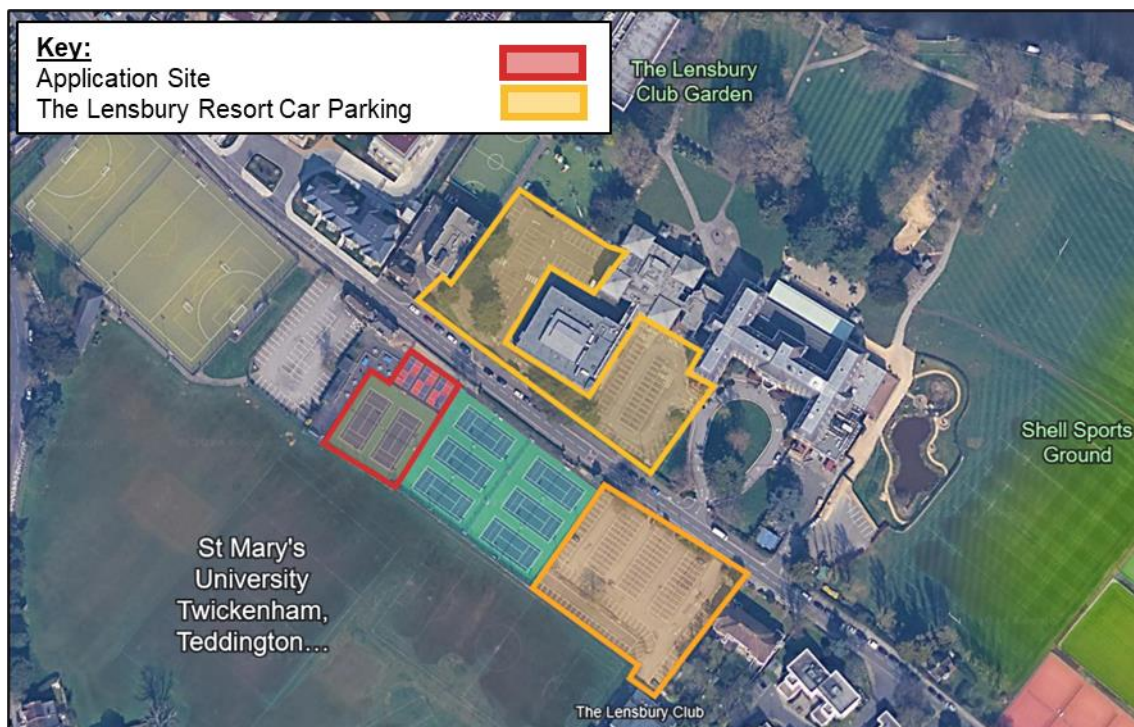 Key:
Application Site
The Lensbury Resort Car Parking
The Lensbury
Club Garden
Shell Sports
Ground
St Mary's
University
Twickenham,
Teddington...
The Lensbury Club